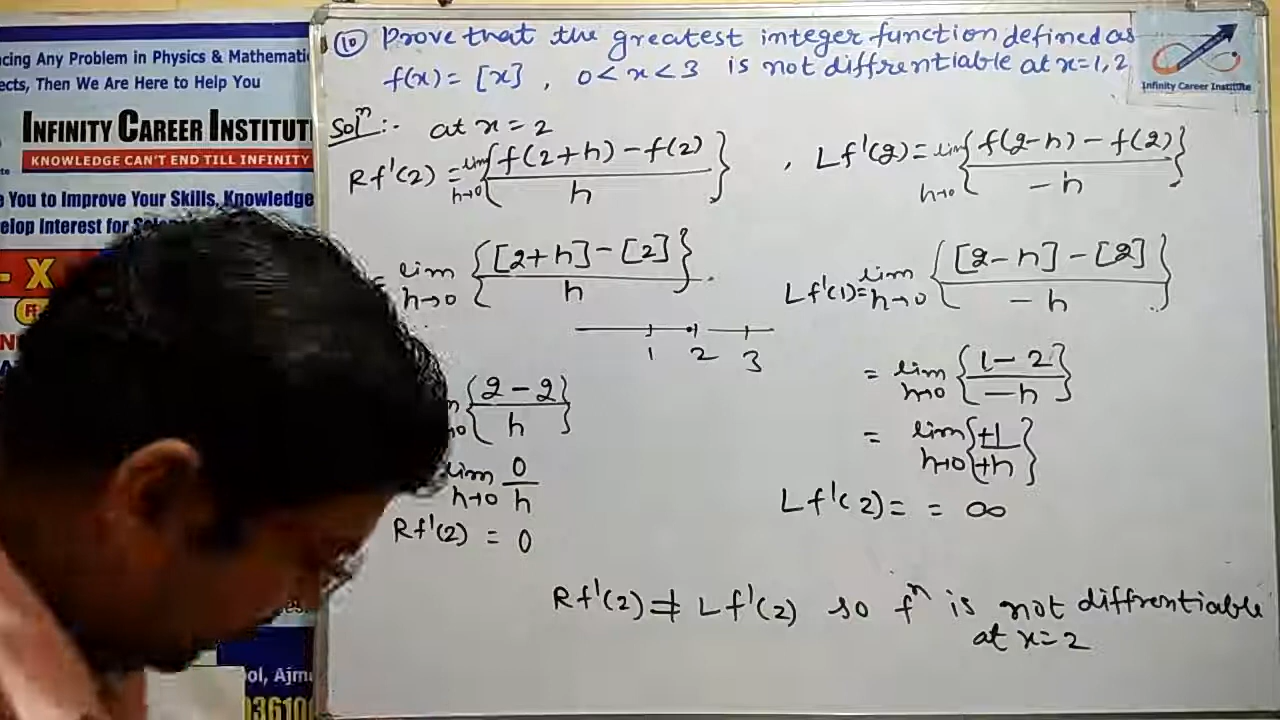 ncing Any Problem in Physics & Mathemati
ects, Then We Are Here to Help You
INFINITY CAREER INSTITUT
KNOWLEDGE CAN'T END TILL INFINITY
e You to Improve Your Skills, Knowledge
elop Interest for
- X
ol, Ajm
Infinity Career Institute
(10) Prove that the greatest integer function defined as
f(x) = [x] , 0 < x < 3 is not diffrentiable at x=1,2
Solⁿ :- at x = 2
Rf'(2) = lim h→0 { f(2+h) - f(2) / h } , Lf'(2) = lim h→0 { f(2-h) - f(2) / -h }
= lim h→0 { [2+h] - [2] / h } . Lf'(1) = lim h→0 { [2-h] - [2] / -h }
1 2 3
{ 2 - 2 / h } = lim h→0 { 1 - 2 / -h }
lim h→0 0 / h = lim h→0 { +1 / +h }
Rf'(2) = 0 Lf'(2) = = ∞
Rf'(2) ≠ Lf'(2) so fⁿ is not diffrentiable
at x=2